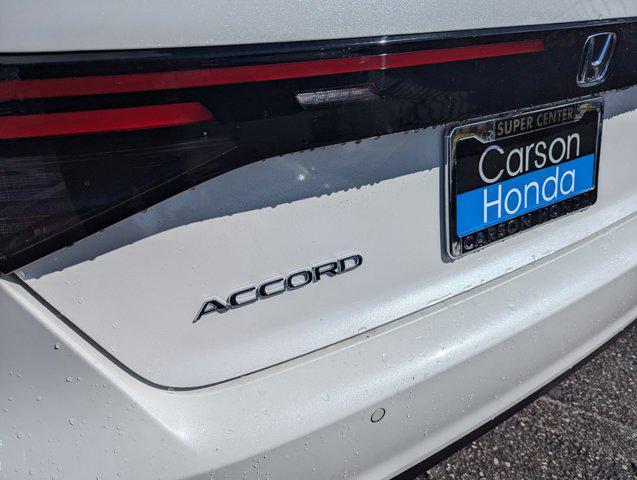 SUPER CENTER
Carson
Honda
CARSON HONDA
ACCORD